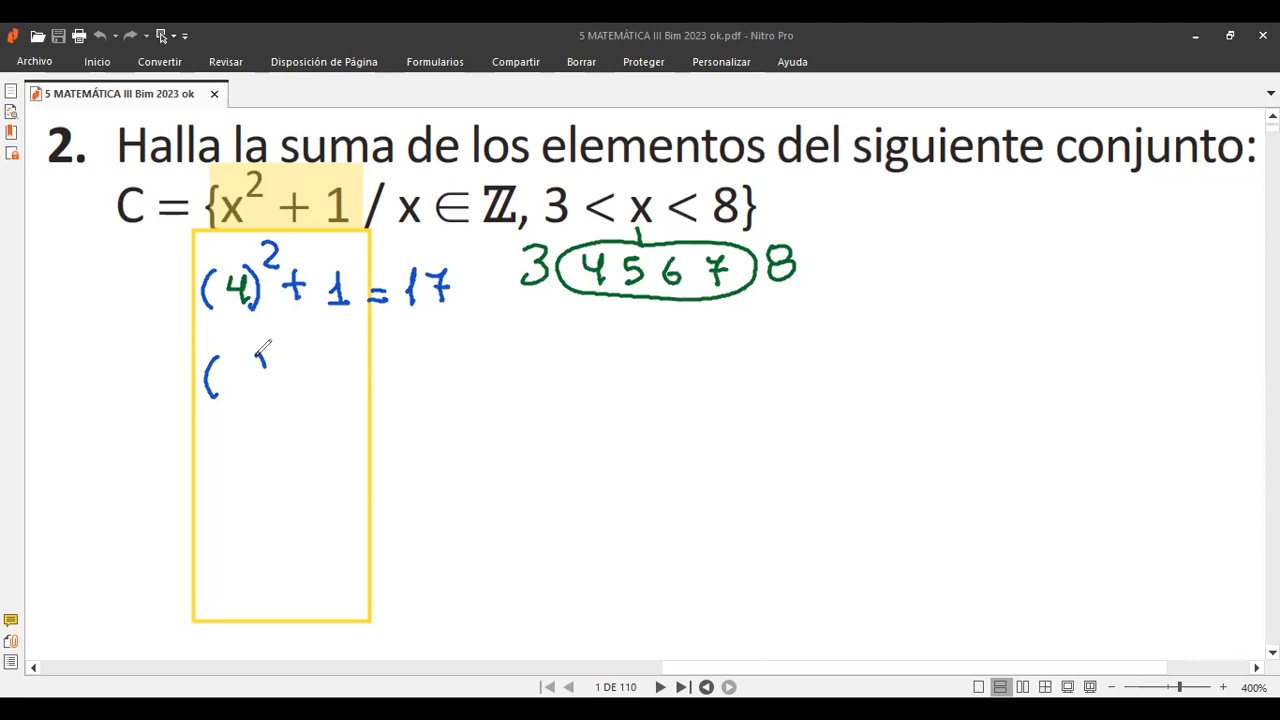 5 MATEMÁTICA III Bim 2023 ok.pdf - Nitro Pro
Archivo Inicio Convertir Revisar Disposición de Página Formularios Compartir Borrar Proteger Personalizar Ayuda
5 MATEMÁTICA III Bim 2023 ok
2. Halla la suma de los elementos del siguiente conjunto:
C = {x² + 1 / x ∈ ℤ, 3 < x < 8}
3 4 5 6 7 8
(4)² + 1 = 17
(
1 DE 110
400%